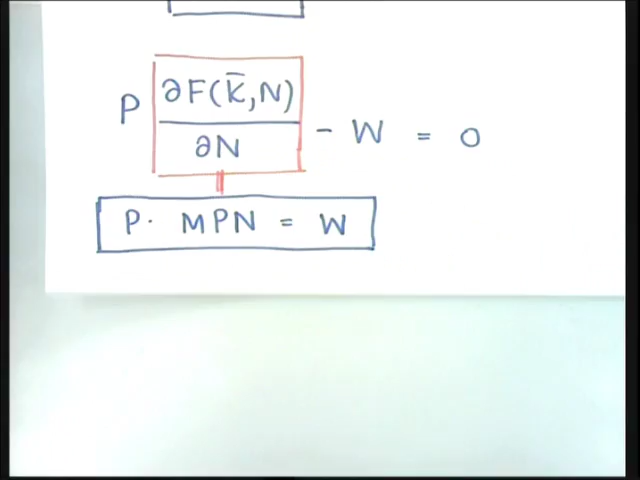 P ∂F(K̄,N)
∂N - W = 0
P. MPN = W